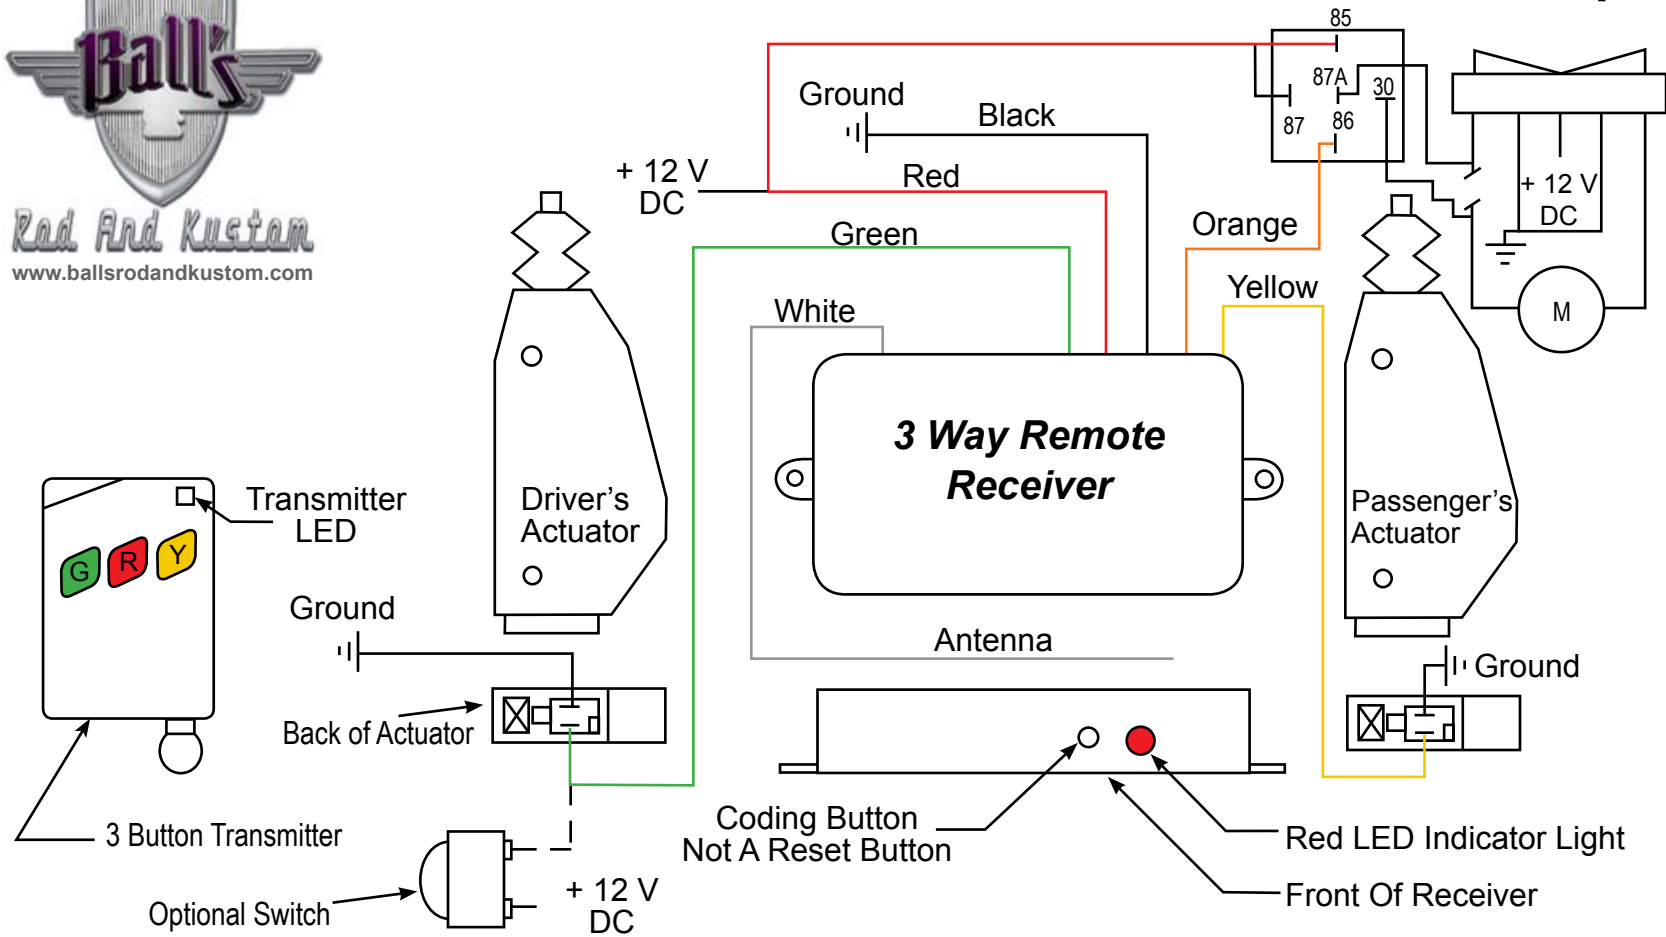 Ball's
Rod And Kustom
www.ballsrodandkustom.com
85
87A
30
87
86
Ground
Black
+ 12 V
DC
Red
Green
Orange
Yellow
White
+ 12 V
DC
M
3 Way Remote
Receiver
Driver's
Actuator
Passenger's
Actuator
Transmitter
LED
G
R
Y
Ground
Antenna
Ground
Back of Actuator
3 Button Transmitter
Optional Switch
+ 12 V
DC
Coding Button
Not A Reset Button
Red LED Indicator Light
Front Of Receiver